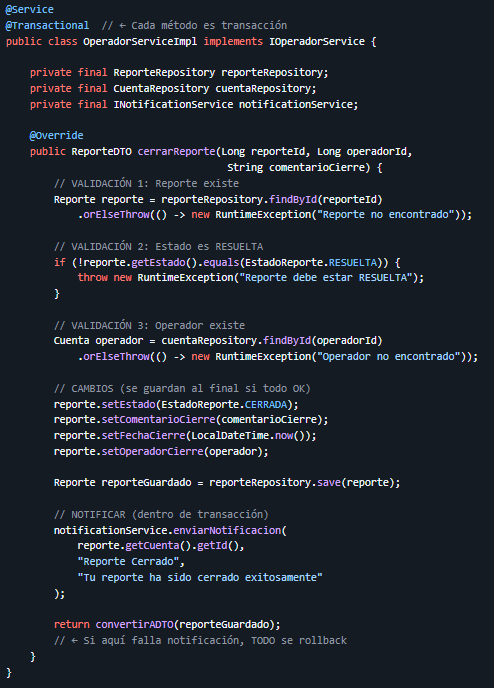 @Service
@Transactional  // ← Cada método es transacción
public class OperadorServiceImpl implements IOperadorService {

    private final ReporteRepository reporteRepository;
    private final CuentaRepository cuentaRepository;
    private final INotificationService notificationService;

    @Override
    public ReporteDTO cerrarReporte(Long reporteId, Long operadorId,
                                    String comentarioCierre) {
        // VALIDACIÓN 1: Reporte existe
        Reporte reporte = reporteRepository.findById(reporteId)
            .orElseThrow(() -> new RuntimeException("Reporte no encontrado"));

        // VALIDACIÓN 2: Estado es RESUELTA
        if (!reporte.getEstado().equals(EstadoReporte.RESUELTA)) {
            throw new RuntimeException("Reporte debe estar RESUELTA");
        }

        // VALIDACIÓN 3: Operador existe
        Cuenta operador = cuentaRepository.findById(operadorId)
            .orElseThrow(() -> new RuntimeException("Operador no encontrado"));

        // CAMBIOS (se guardan al final si todo OK)
        reporte.setEstado(EstadoReporte.CERRADA);
        reporte.setComentarioCierre(comentarioCierre);
        reporte.setFechaCierre(LocalDateTime.now());
        reporte.setOperadorCierre(operador);

        Reporte reporteGuardado = reporteRepository.save(reporte);

        // NOTIFICAR (dentro de transacción)
        notificationService.enviarNotificacion(
            reporte.getCuenta().getId(),
            "Reporte Cerrado",
            "Tu reporte ha sido cerrado exitosamente"
        );

        return convertirADTO(reporteGuardado);
        // ← Si aquí falla notificación, TODO se rollback
    }
}